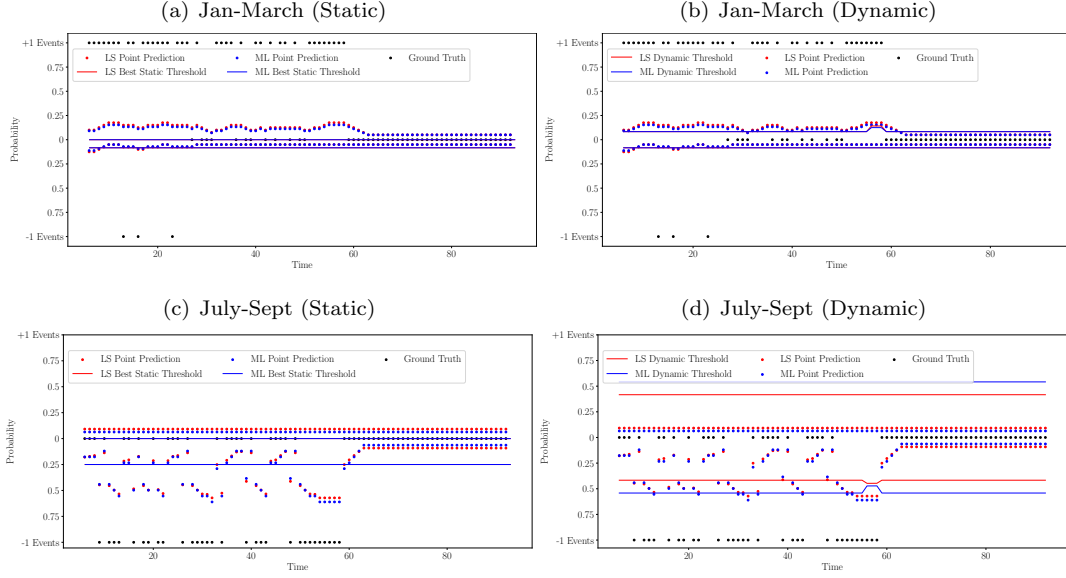 (a) Jan-March (Static)
+1 Events
0.75
0.5
0.25
0
0.25
0.5
0.75
-1 Events
Probability
LS Point Prediction
ML Point Prediction
Ground Truth
LS Best Static Threshold
ML Best Static Threshold
20
40
60
80
Time
(b) Jan-March (Dynamic)
+1 Events
0.75
0.5
0.25
0
0.25
0.5
0.75
-1 Events
Probability
LS Dynamic Threshold
LS Point Prediction
Ground Truth
ML Dynamic Threshold
ML Point Prediction
20
40
60
80
Time
(c) July-Sept (Static)
+1 Events
0.75
0.5
0.25
0
0.25
0.5
0.75
-1 Events
Probability
LS Point Prediction
ML Point Prediction
Ground Truth
LS Best Static Threshold
ML Best Static Threshold
20
40
60
80
Time
(d) July-Sept (Dynamic)
+1 Events
0.75
0.5
0.25
0
0.25
0.5
0.75
-1 Events
Probability
LS Dynamic Threshold
LS Point Prediction
Ground Truth
ML Dynamic Threshold
ML Point Prediction
20
40
60
80
Time